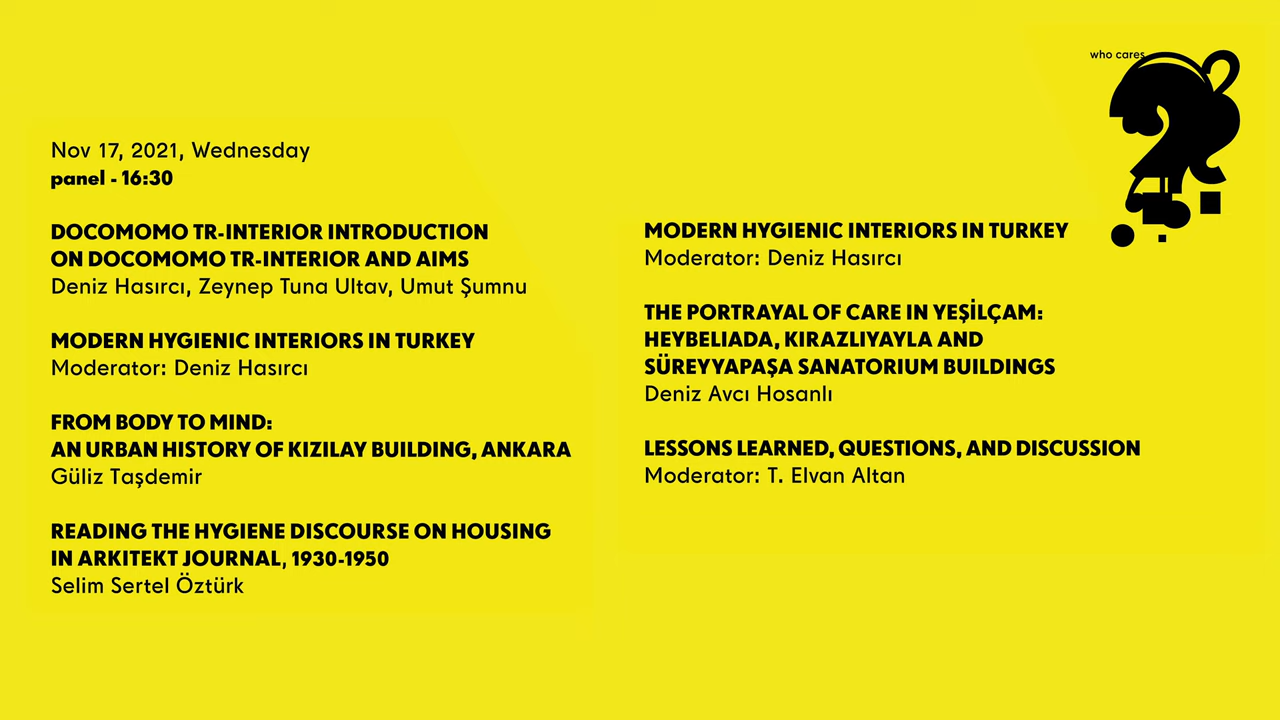 who cares
Nov 17, 2021, Wednesday
panel - 16:30
DOCOMOMO TR-INTERIOR INTRODUCTION
ON DOCOMOMO TR-INTERIOR AND AIMS
Deniz Hasırcı, Zeynep Tuna Ultav, Umut Şumnu
MODERN HYGIENIC INTERIORS IN TURKEY
Moderator: Deniz Hasırcı
FROM BODY TO MIND:
AN URBAN HISTORY OF KIZILAY BUILDING, ANKARA
Güliz Taşdemir
READING THE HYGIENE DISCOURSE ON HOUSING
IN ARKITEKT JOURNAL, 1930-1950
Selim Sertel Öztürk
MODERN HYGIENIC INTERIORS IN TURKEY
Moderator: Deniz Hasırcı
THE PORTRAYAL OF CARE IN YEŞİLÇAM:
HEYBELIADA, KIRAZLIYAYLA AND
SÜREYYAPAŞA SANATORIUM BUILDINGS
Deniz Avcı Hosanlı
LESSONS LEARNED, QUESTIONS, AND DISCUSSION
Moderator: T. Elvan Altan